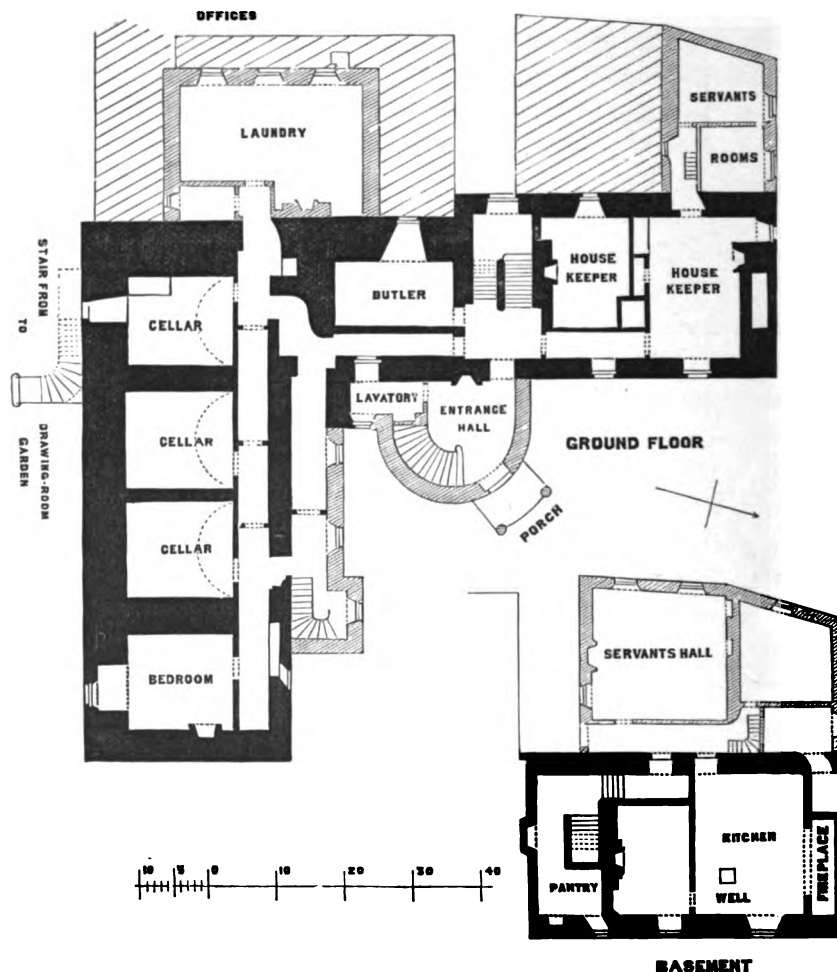 OFFICES
LAUNDRY
SERVANTS
ROOMS
STAIR FROM
TO
DRAWING-ROOM
GARDEN
CELLAR
BUTLER
HOUSE
KEEPER
HOUSE
KEEPER
LAVATORY
ENTRANCE
HALL
CELLAR
GROUND FLOOR
PORCH
CELLAR
SERVANTS HALL
BEDROOM
KITCHEN
FIREPLACE
PANTRY
WELL
10 5 0 10 20 30 40
BASEMENT